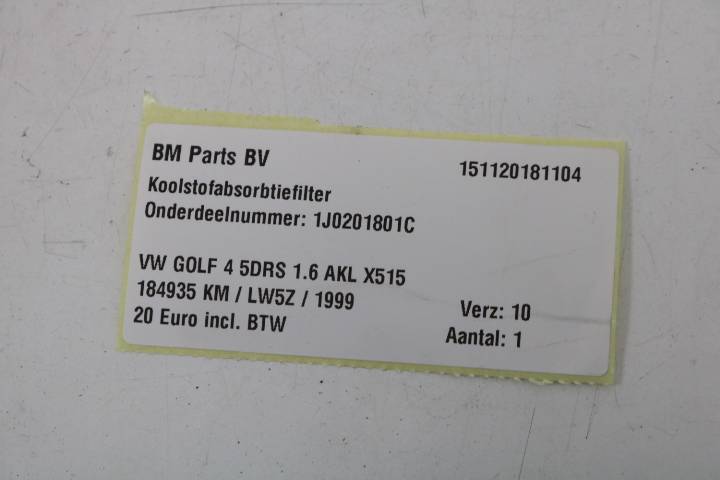 BM Parts BV 151120181104
Koolstofabsorbtiefilter
Onderdeelnummer: 1J0201801C
VW GOLF 4 5DRS 1.6 AKL X515
184935 KM / LW5Z / 1999 Verz: 10
20 Euro incl. BTW Aantal: 1